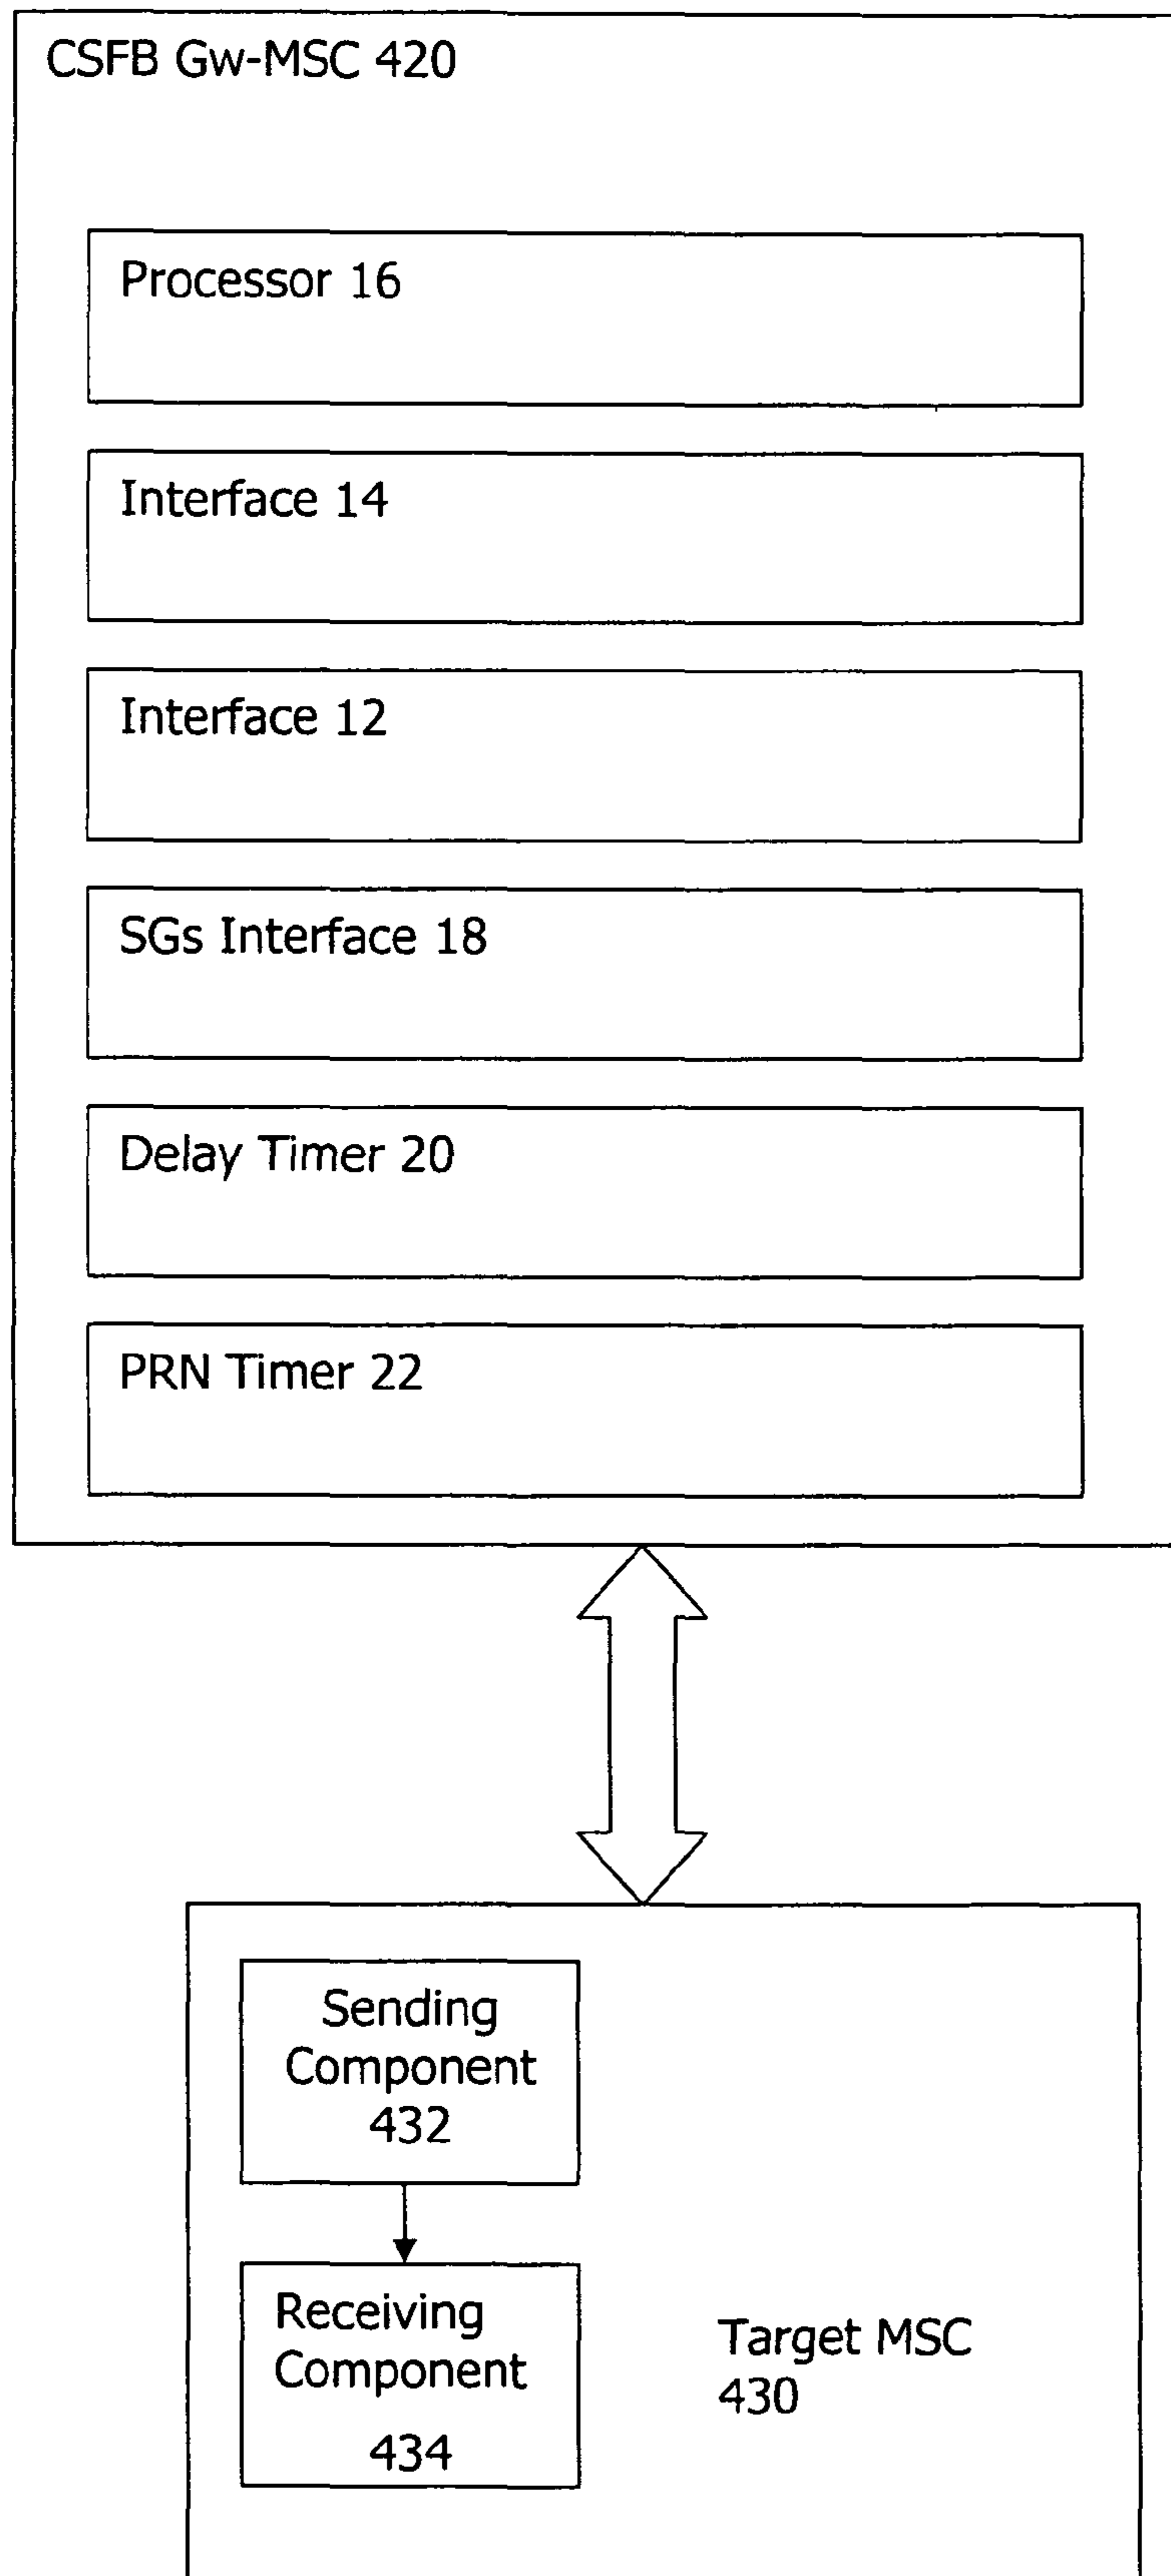 CSFB Gw-MSC 420
Processor 16
Interface 14
Interface 12
SGs Interface 18
Delay Timer 20
PRN Timer 22
Sending
Component
432
Receiving
Component
434
Target MSC
430